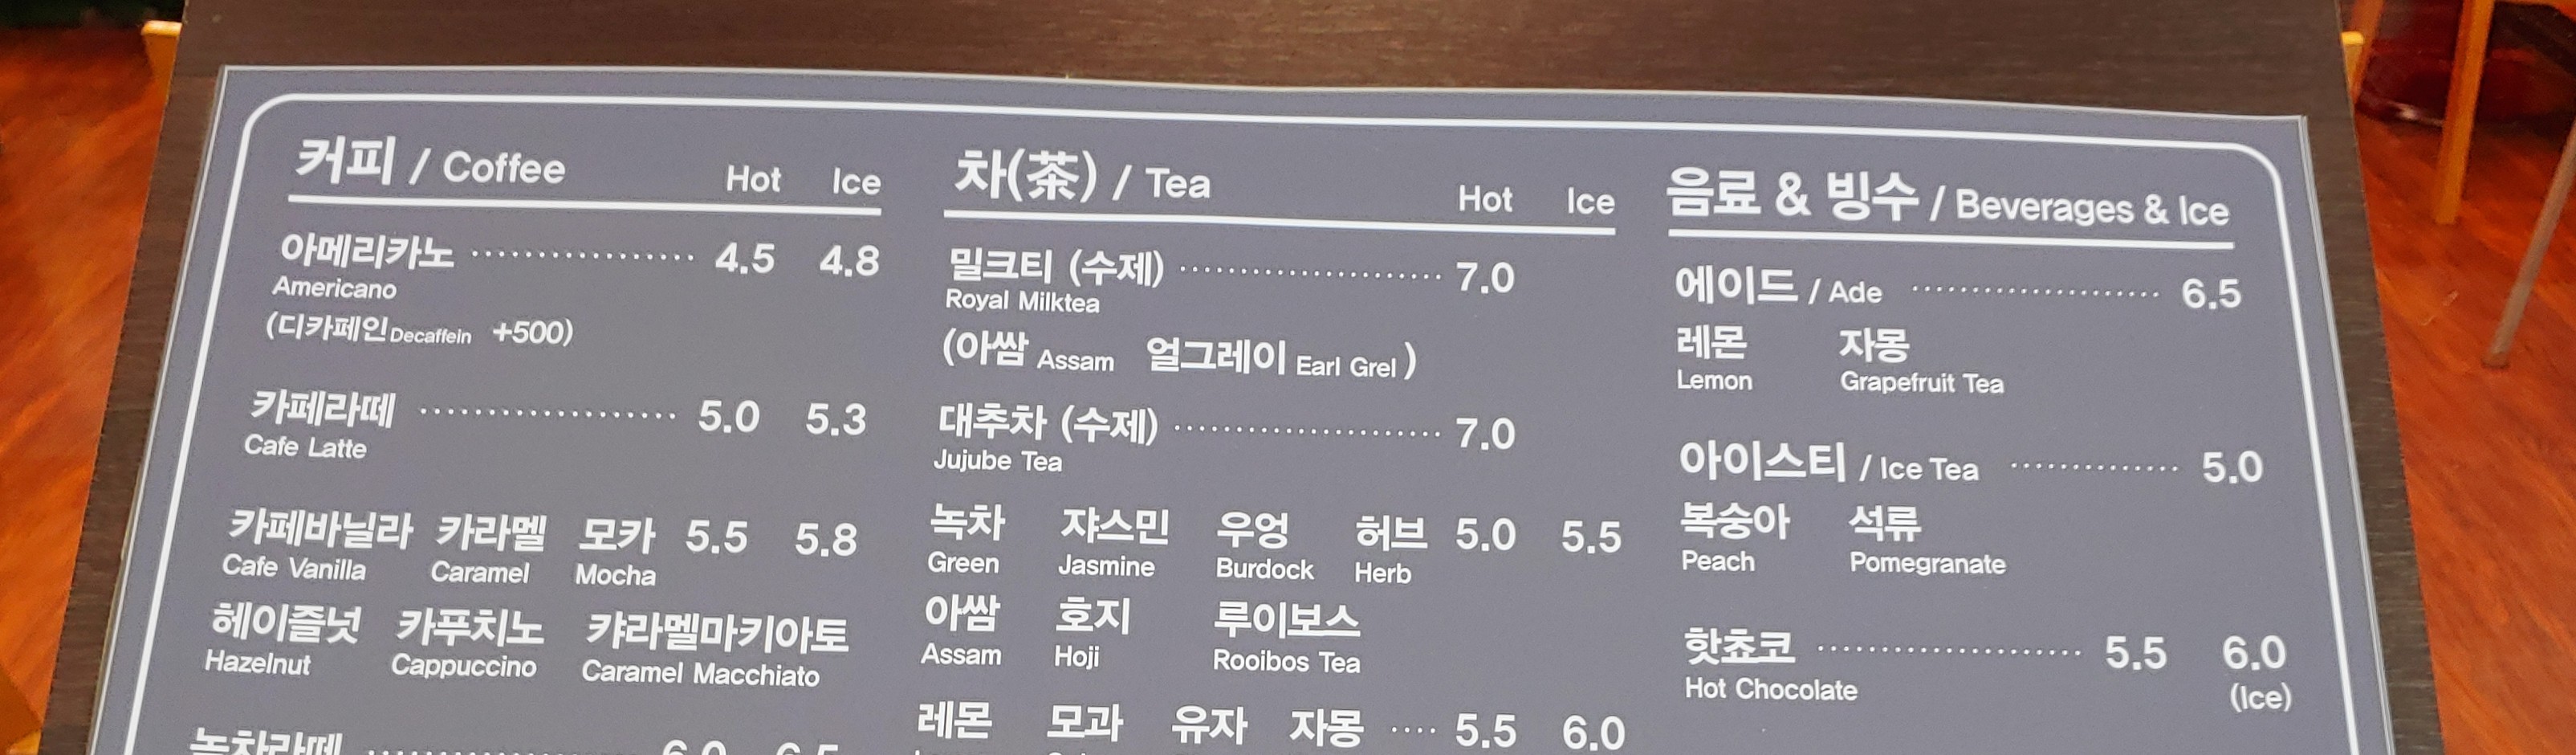 커피 / Coffee Hot Ice
아메리카노 ·················· 4.5 4.8
Americano
(디카페인 Decaffein +500)
카페라떼 ····················· 5.0 5.3
Cafe Latte
카페바닐라 카라멜 모카 5.5 5.8
Cafe Vanilla Caramel Mocha
헤이즐넛 카푸치노 캬라멜마키아토
Hazelnut Cappuccino Caramel Macchiato
녹차라떼 ····················· 6.0 6.5
차(茶) / Tea Hot Ice
밀크티 (수제) ····················· 7.0
Royal Milktea
(아쌈 Assam 얼그레이 Earl Grel )
대추차 (수제) ····················· 7.0
Jujube Tea
녹차 쟈스민 우엉 허브 5.0 5.5
Green Jasmine Burdock Herb
아쌈 호지 루이보스
Assam Hoji Rooibos Tea
레몬 모과 유자 자몽 ···· 5.5 6.0
음료 & 빙수 / Beverages & Ice
에이드 / Ade ···················· 6.5
레몬 자몽
Lemon Grapefruit Tea
아이스티 / Ice Tea ·············· 5.0
복숭아 석류
Peach Pomegranate
핫쵸코 ······················ 5.5 6.0
Hot Chocolate (Ice)